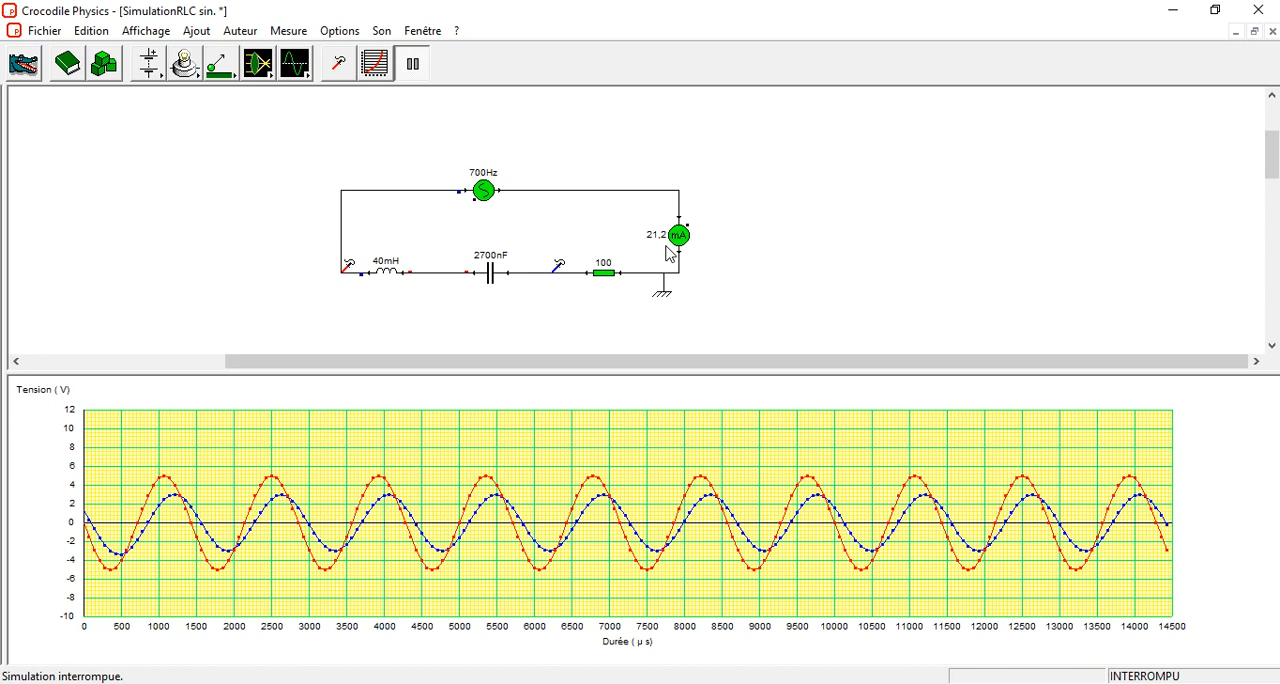 Crocodile Physics - [SimulationRLC sin. *]
Fichier Edition Affichage Ajout Auteur Mesure Options Son Fenêtre ?
700Hz
21,2 mA
40mH
2700nF
100
Tension ( V)
12
10
8
6
4
2
0
-2
-4
-6
-8
-10
0 500 1000 1500 2000 2500 3000 3500 4000 4500 5000 5500 6000 6500 7000 7500 8000 8500 9000 9500 10000 10500 11000 11500 12000 12500 13000 13500 14000 14500
Durée ( µ s)
Simulation interrompue.
INTERROMPU